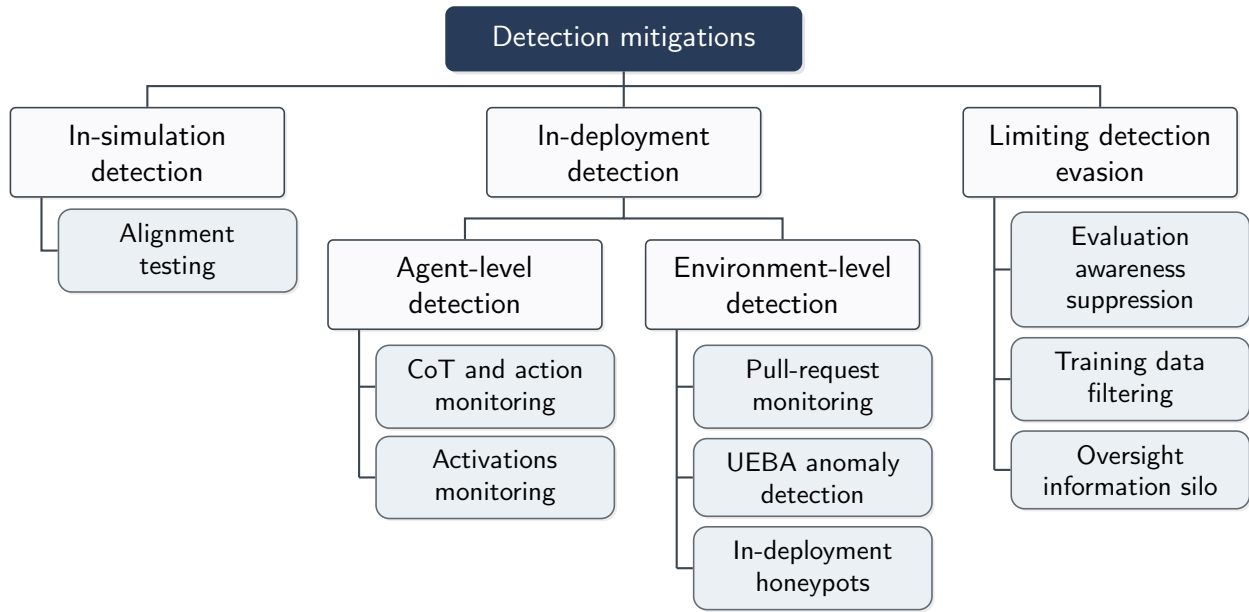 Detection mitigations
In-simulation
detection
Alignment
testing
In-deployment
detection
Agent-level
detection
CoT and action
monitoring
Activations
monitoring
Environment-level
detection
Pull-request
monitoring
UEBA anomaly
detection
In-deployment
honeypots
Limiting detection
evasion
Evaluation
awareness
suppression
Training data
filtering
Oversight
information silo